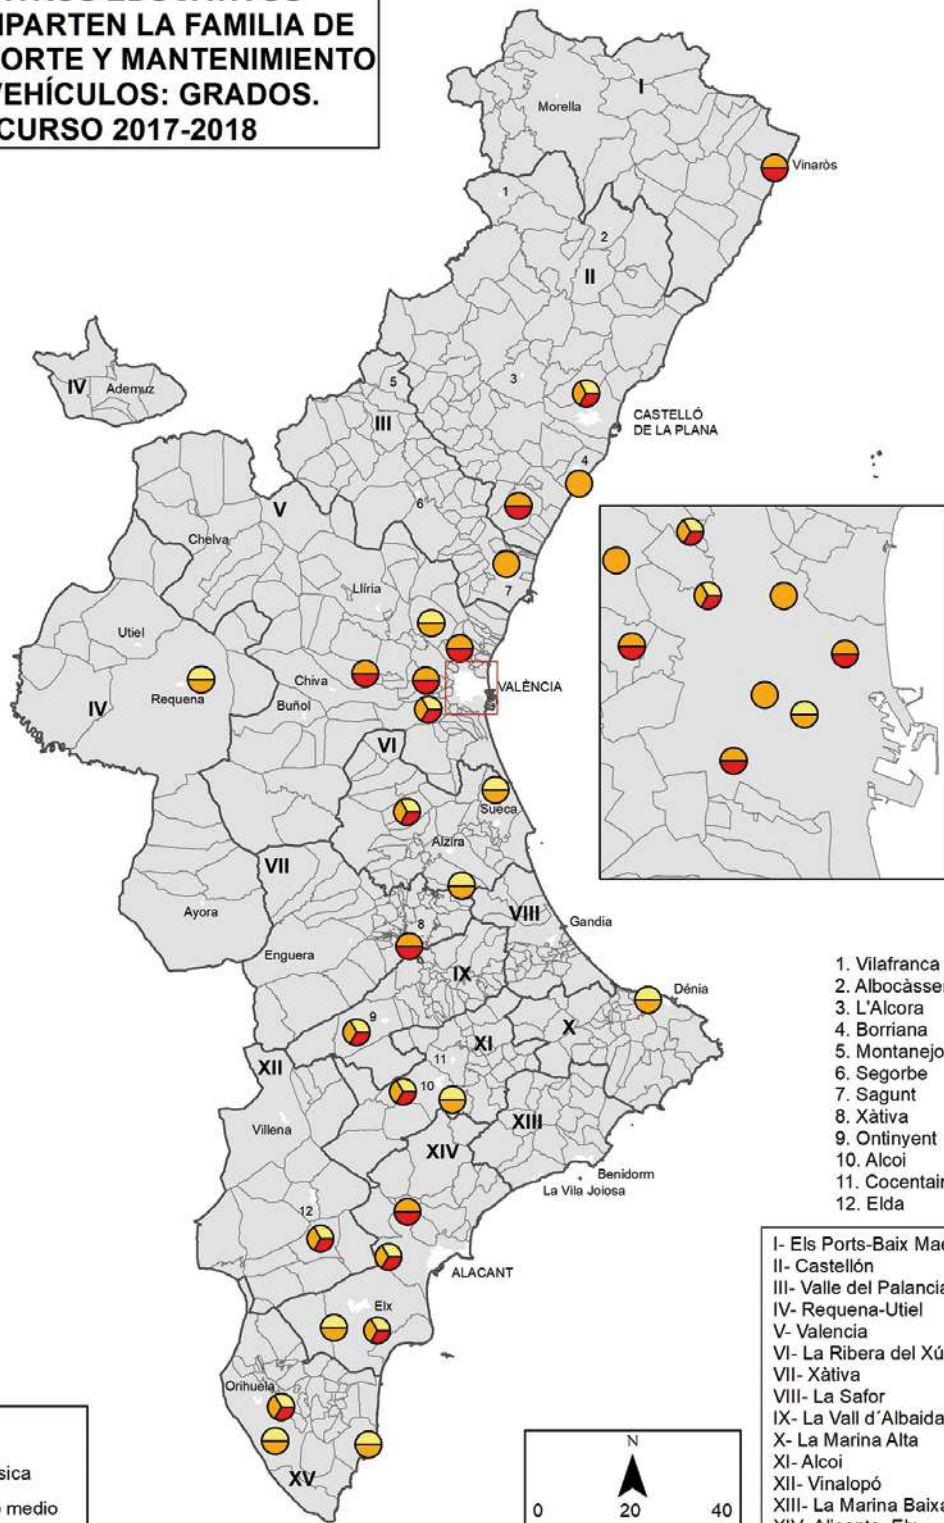 IMPARTEN LA FAMILIA DE
ORTE Y MANTENIMIENTO
VEHÍCULOS: GRADOS.
CURSO 2017-2018
I
Morella
Vinaròs
1
2
II
IV
Ademuz
5
3
III
CASTELLÓ
DE LA PLANA
4
6
V
Chelva
Llíria
7
Utiel
Requena
Chiva
VALÈNCIA
IV
Buñol
VI
Sueca
Alzira
VII
Ayora
VIII
Gandia
8
Enguera
IX
Dénia
9
X
XI
XII
11
10
Villena
XIII
XIV
Benidorm
La Vila Joiosa
12
ALACANT
Elx
Orihuela
XV
1. Vilafranca
2. Albocàsser
3. L'Alcora
4. Borriana
5. Montanejo
6. Segorbe
7. Sagunt
8. Xàtiva
9. Ontinyent
10. Alcoi
11. Cocentain
12. Elda
I- Els Ports-Baix Mae
II- Castellón
III- Valle del Palancia
IV- Requena-Utiel
V- Valencia
VI- La Ribera del Xú
VII- Xàtiva
VIII- La Safor
IX- La Vall d´Albaida
X- La Marina Alta
XI- Alcoi
XII- Vinalopó
XIII- La Marina Baixa
sica
medio
N
0 20 40